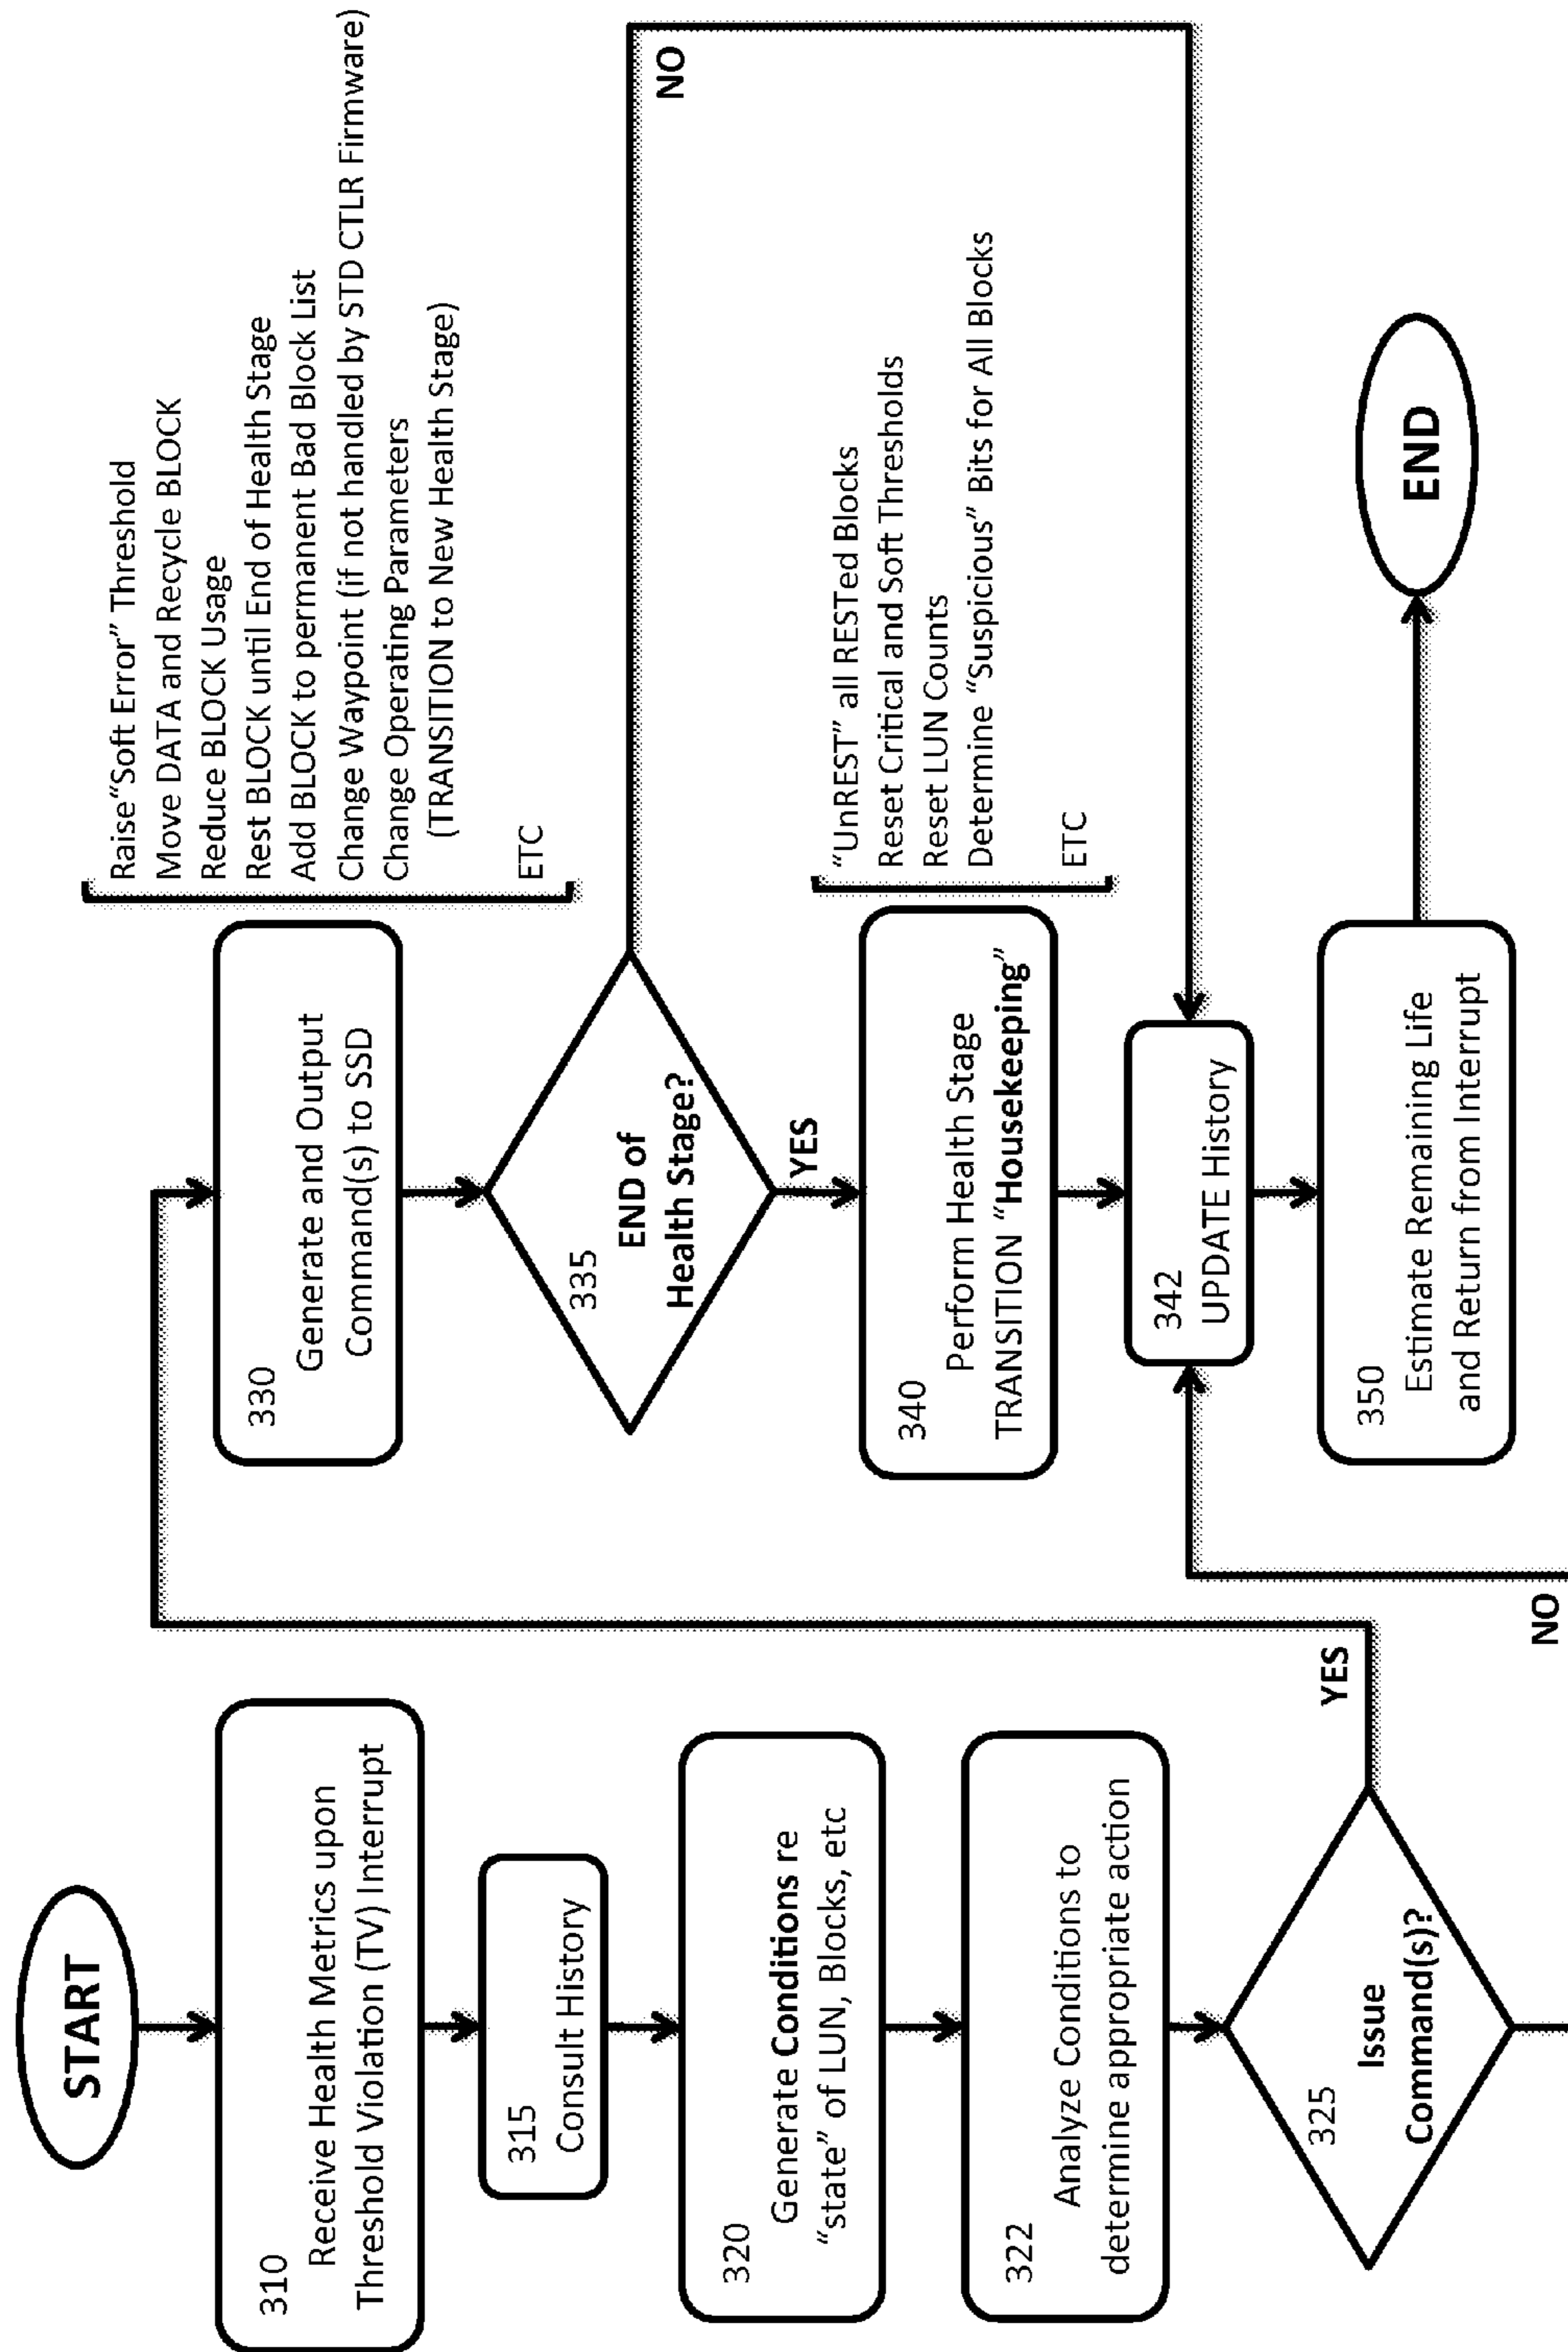 START
310
Receive Health Metrics upon
Threshold Violation (TV) Interrupt
315
Consult History
320
Generate Conditions re
“state” of LUN, Blocks, etc
322
Analyze Conditions to
determine appropriate action
325
Issue
Command(s)?
YES
NO
330
Generate and Output
Command(s) to SSD
Raise“Soft Error” Threshold
Move DATA and Recycle BLOCK
Reduce BLOCK Usage
Rest BLOCK until End of Health Stage
Add BLOCK to permanent Bad Block List
Change Waypoint (if not handled by STD CTLR Firmware)
Change Operating Parameters
(TRANSITION to New Health Stage)
ETC
335
END of
Health Stage?
NO
YES
340
Perform Health Stage
TRANSITION “Housekeeping”
“UnREST” all RESTed Blocks
Reset Critical and Soft Thresholds
Reset LUN Counts
Determine “Suspicious” Bits for All Blocks
ETC
342
UPDATE History
350
Estimate Remaining Life
and Return from Interrupt
END